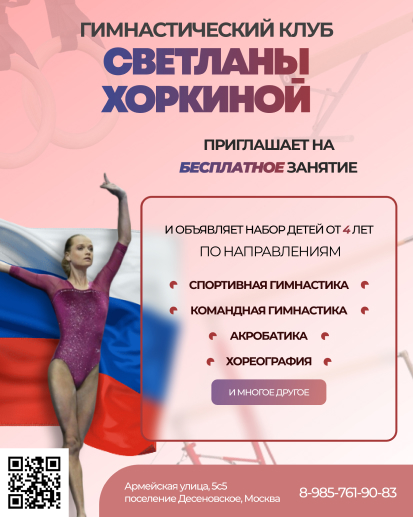 ГИМНАСТИЧЕСКИЙ КЛУБ
СВЕТЛАНЫ
ХОРКИНОЙ
ПРИГЛАШАЕТ НА
БЕСПЛАТНОЕ ЗАНЯТИЕ
И ОБЪЯВЛЯЕТ НАБОР ДЕТЕЙ ОТ 4 ЛЕТ
ПО НАПРАВЛЕНИЯМ
СПОРТИВНАЯ ГИМНАСТИКА
КОМАНДНАЯ ГИМНАСТИКА
АКРОБАТИКА
ХОРЕОГРАФИЯ
И МНОГОЕ ДРУГОЕ
Армейская улица, 5с5
поселение Десеновское, Москва
8-985-761-90-83